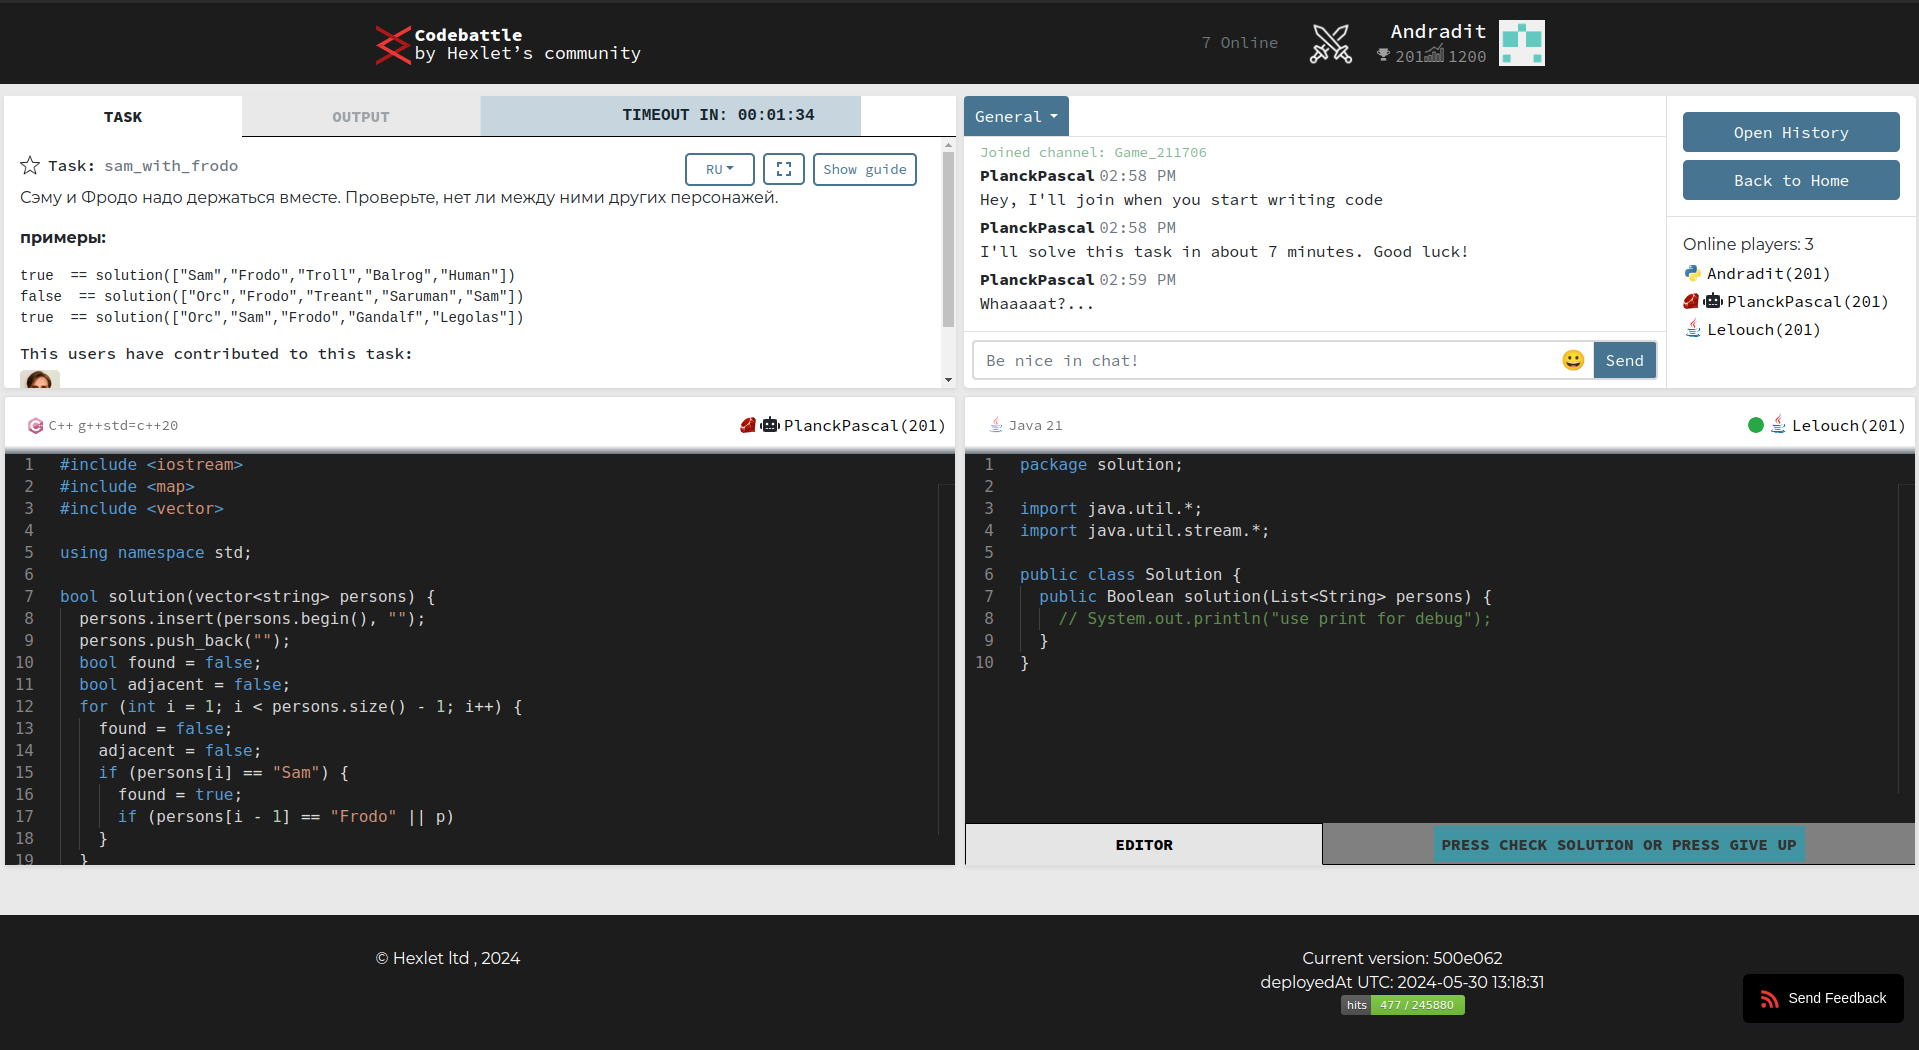 Codebattle
by Hexlet’s community
7 Online
Andradit
201 1200
TASK
OUTPUT
TIMEOUT IN: 00:01:34
Task: sam_with_frodo
RU
Show guide
Сэму и Фродо надо держаться вместе. Проверьте, нет ли между ними других персонажей.
примеры:
true  == solution(["Sam","Frodo","Troll","Balrog","Human"])
false  == solution(["Orc","Frodo","Treant","Saruman","Sam"])
true  == solution(["Orc","Sam","Frodo","Gandalf","Legolas"])
This users have contributed to this task:
General
Joined channel: Game_211706
PlanckPascal 02:58 PM
Hey, I'll join when you start writing code
PlanckPascal 02:58 PM
I'll solve this task in about 7 minutes. Good luck!
PlanckPascal 02:59 PM
Whaaaaat?...
Be nice in chat!
Send
Open History
Back to Home
Online players: 3
Andradit(201)
PlanckPascal(201)
Lelouch(201)
C++ g++std=c++20
PlanckPascal(201)
1 #include <iostream>
2 #include <map>
3 #include <vector>
4
5 using namespace std;
6
7 bool solution(vector<string> persons) {
8   persons.insert(persons.begin(), "");
9   persons.push_back("");
10   bool found = false;
11   bool adjacent = false;
12   for (int i = 1; i < persons.size() - 1; i++) {
13     found = false;
14     adjacent = false;
15     if (persons[i] == "Sam") {
16       found = true;
17       if (persons[i - 1] == "Frodo" || p)
18     }
19   }
Java 21
Lelouch(201)
1 package solution;
2
3 import java.util.*;
4 import java.util.stream.*;
5
6 public class Solution {
7   public Boolean solution(List<String> persons) {
8     // System.out.println("use print for debug");
9   }
10 }
EDITOR
PRESS CHECK SOLUTION OR PRESS GIVE UP
© Hexlet ltd , 2024
Current version: 500e062
deployedAt UTC: 2024-05-30 13:18:31
hits 477 / 245880
Send Feedback